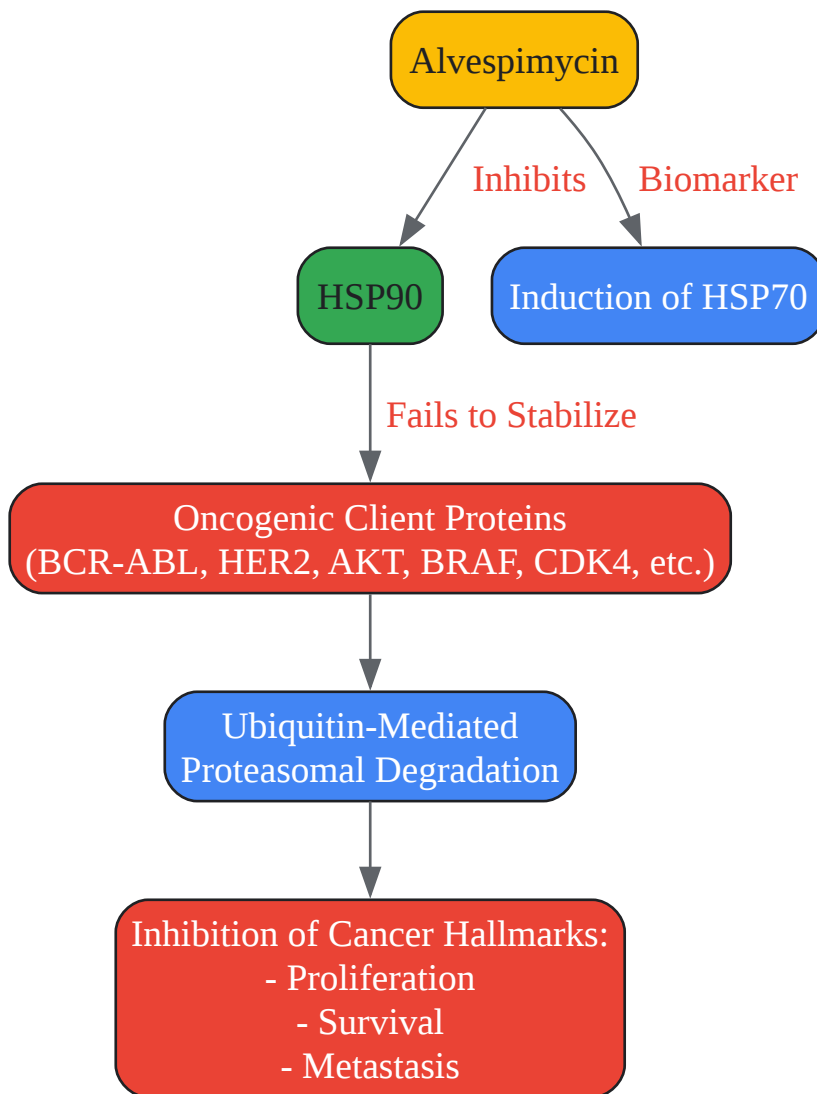 Alvespimycin
Inhibits
Biomarker
HSP90
Induction of HSP70
Fails to Stabilize
Oncogenic Client Proteins
(BCR-ABL, HER2, AKT, BRAF, CDK4, etc.)
Ubiquitin-Mediated
Proteasomal Degradation
Inhibition of Cancer Hallmarks:
- Proliferation
- Survival
- Metastasis